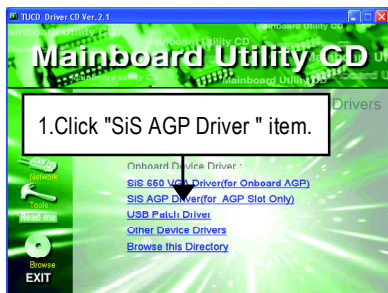 TUCD Driver CD Ver. 2.1
Mainboard Utility CD
Drivers
1.Click "SiS AGP Driver " item.
Onboard Device Driver :
SiS 650 VGA Driver(for Onboard AGP)
SiS AGP Driver(for AGP Slot Only)
USB Patch Driver
Other Device Drivers
Browse this Directory
Network
Tools
Read me
Browse
EXIT